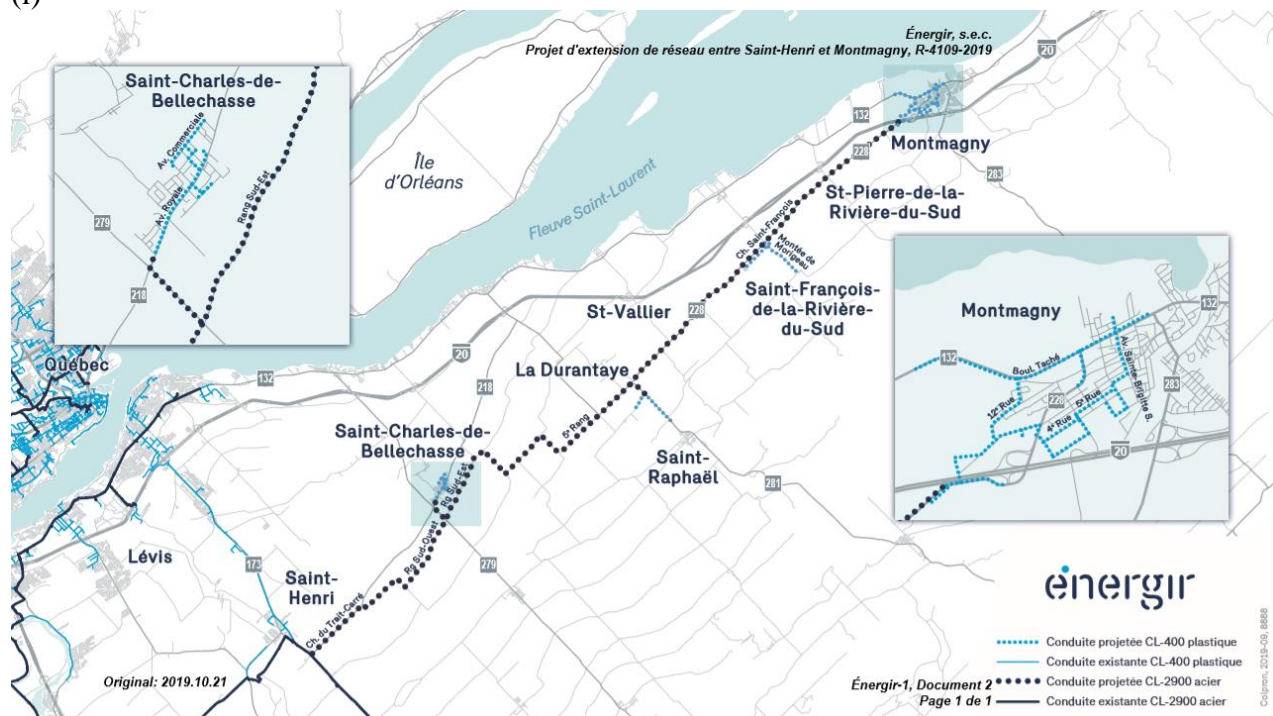 (i)
Énergir, s.e.c.
Projet d'extension de réseau entre Saint-Henri et Montmagny, R-4109-2019
20
Saint-Charles-de-
Bellechasse
Av. Commerciale
Av. Royale
Rang Sud-Est
279
218
Île
d'Orléans
Fleuve Saint-Laurent
132
228
Montmagny
283
St-Pierre-de-la-
Rivière-du-Sud
Ch. Saint-François
Montée de
Morigeau
Saint-François-
de-la-Rivière-
du-Sud
St-Vallier
228
20
La Durantaye
218
132
Québec
5e Rang
Saint-Charles-de-
Bellechasse
Rg Sud-Est
Rg Sud-Ouest
Saint-
Raphaël
281
279
Lévis
173
Saint-
Henri
Ch. du Trait-Carré
Montmagny
132
132
Boul. Taché
Av. Sainte-Brigitte S.
283
12e Rue
228
4e Rue
5e Rue
20
énergir
Conduite projetée CL-400 plastique
Conduite existante CL-400 plastique
Conduite projetée CL-2900 acier
Conduite existante CL-2900 acier
Original: 2019.10.21
Énergir-1, Document 2
Page 1 de 1
Colpron, 2019-09, 8888